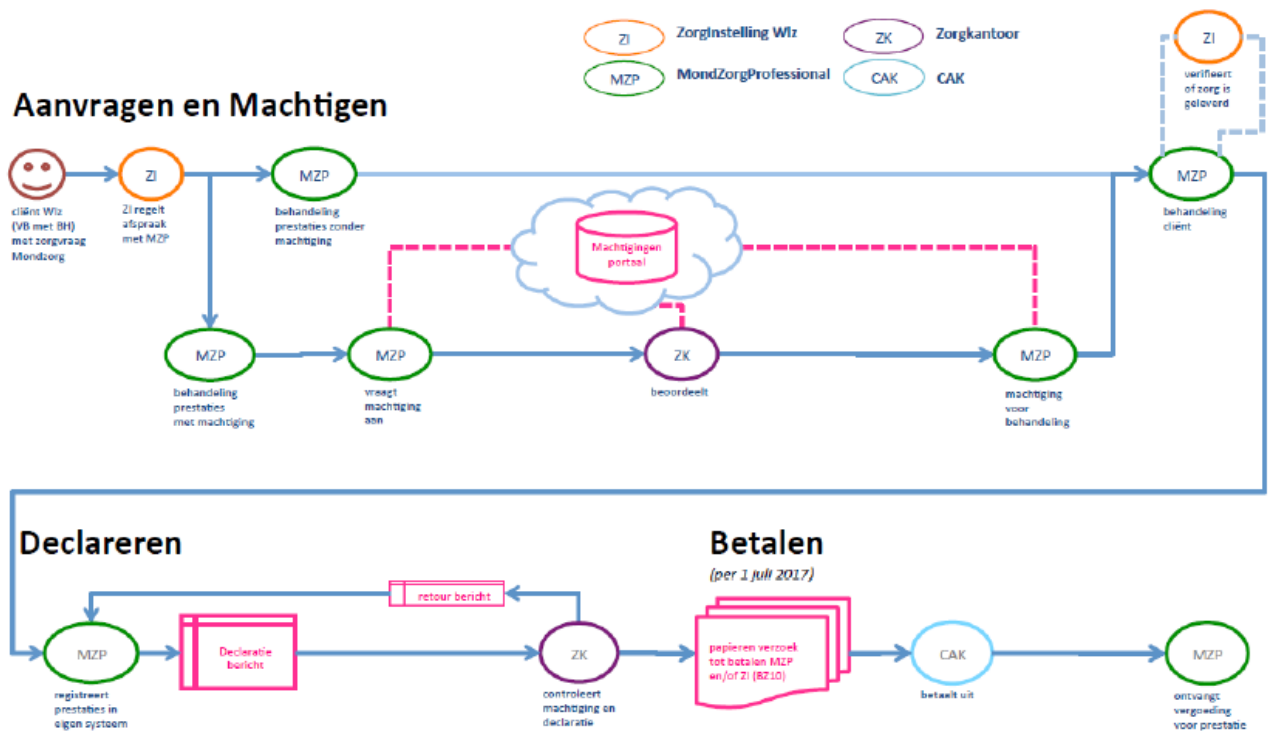 ZI
ZorgInstelling Wlz
ZK
Zorgkantoor
MZP
MondZorgProfessional
CAK
CAK
ZI
verifieert
of zorg is
geleverd
Aanvragen en Machtigen
ZI
MZP
MZP
cliënt Wlz
(VB met BH)
met zorgvraag
Mondzorg
ZI regelt
afspraak
met MZP
behandeling
prestaties zonder
machtiging
behandeling
cliënt
Machtigingen
portaal
MZP
MZP
ZK
MZP
behandeling
prestaties
met machtiging
vraagt
machtiging
aan
beoordeelt
machtiging
voor
behandeling
Declareren
Betalen
(per 1 juli 2017)
retour bericht
MZP
Declaratie
bericht
ZK
papieren verzoek
tot betalen MZP
en/of ZI (BZ10)
CAK
MZP
registreert
prestaties in
eigen systeem
controleert
machtiging en
declaratie
betaalt uit
ontvangt
vergoeding
voor prestatie